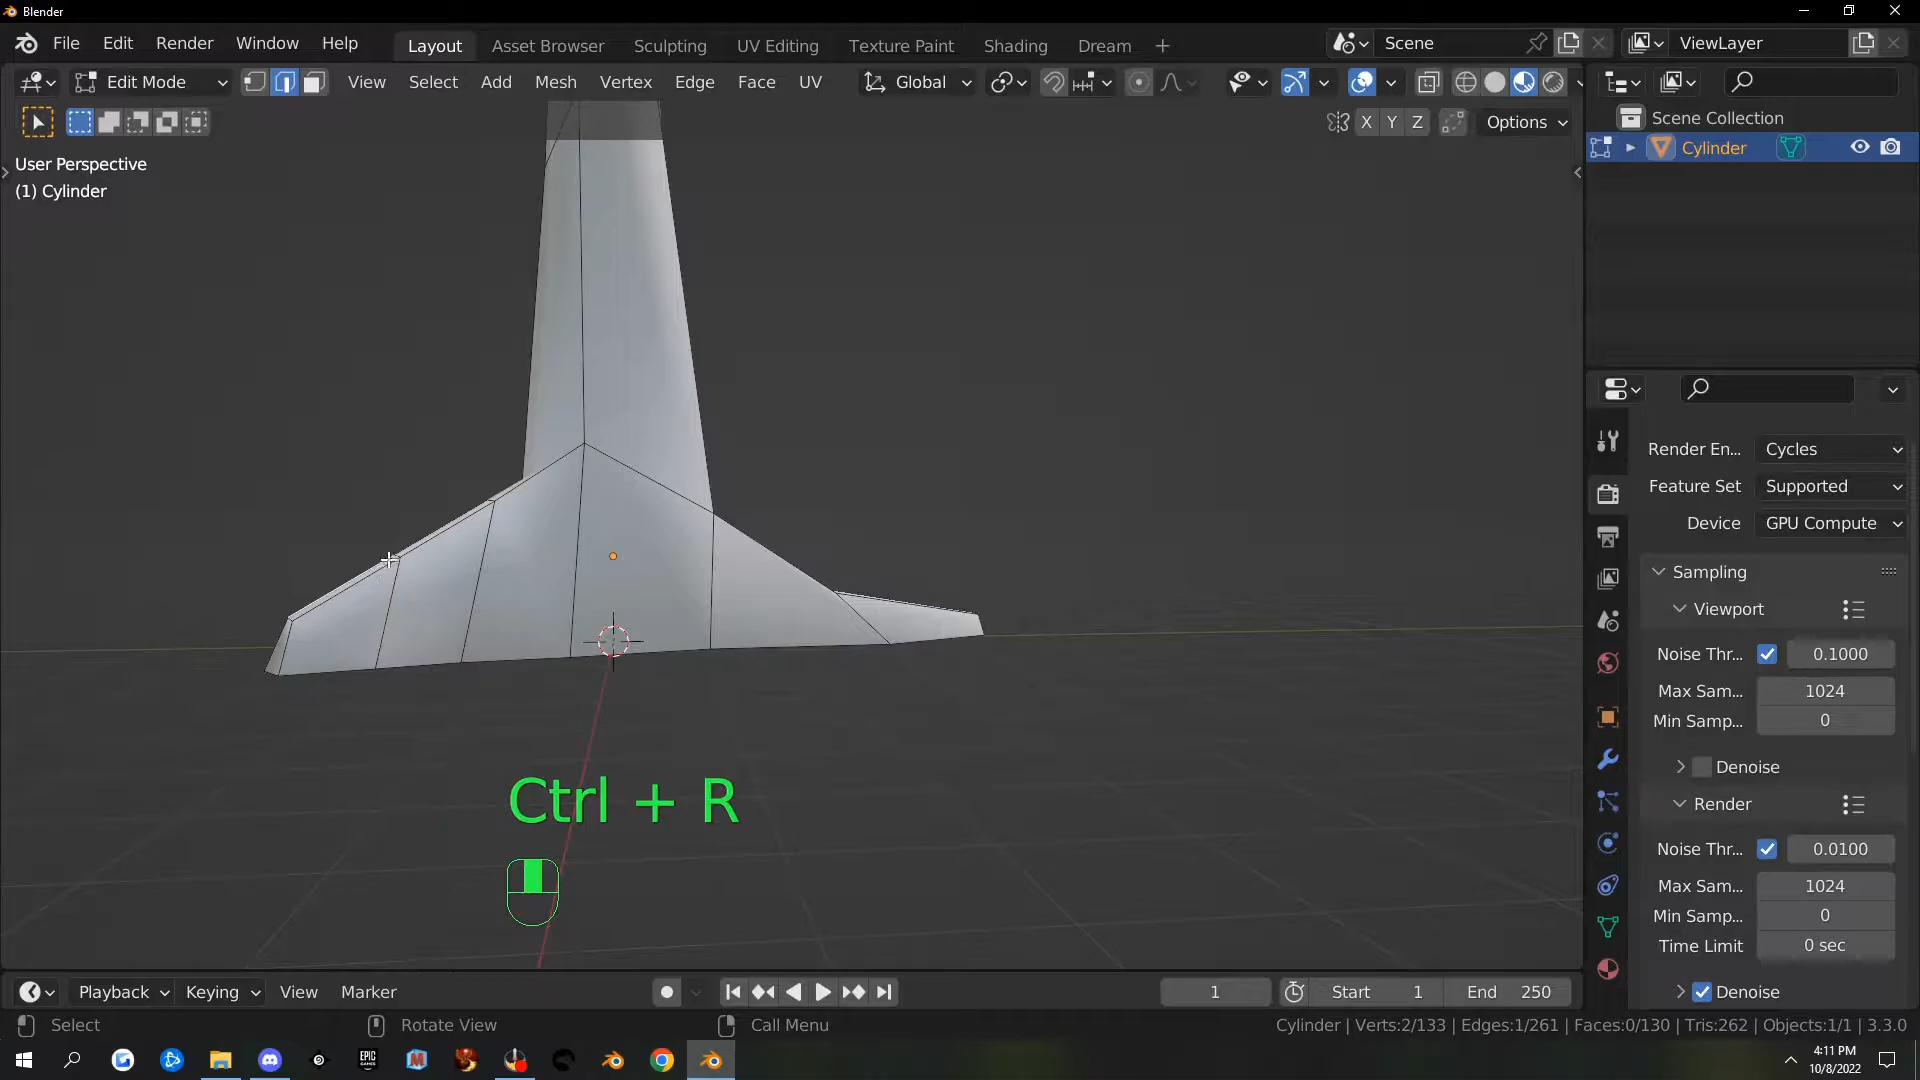 Blender
File Edit Render Window Help Layout Asset Browser Sculpting UV Editing Texture Paint Shading Dream Scene ViewLayer
Edit Mode View Select Add Mesh Vertex Edge Face UV Global
X Y Z Options
Scene Collection
Cylinder
User Perspective
(1) Cylinder
Render En... Cycles
Feature Set Supported
Device GPU Compute
Sampling
Viewport
Noise Thr... 0.1000
Max Sam... 1024
Min Samp... 0
Denoise
Render
Noise Thr... 0.0100
Max Sam... 1024
Min Samp... 0
Time Limit 0 sec
Denoise
Ctrl + R
Playback Keying View Marker 1 Start 1 End 250
Select Rotate View Call Menu Cylinder | Verts:2/133 | Edges:1/261 | Faces:0/130 | Tris:262 | Objects:1/1 | 3.3.0
EPIC
4:11 PM
10/8/2022